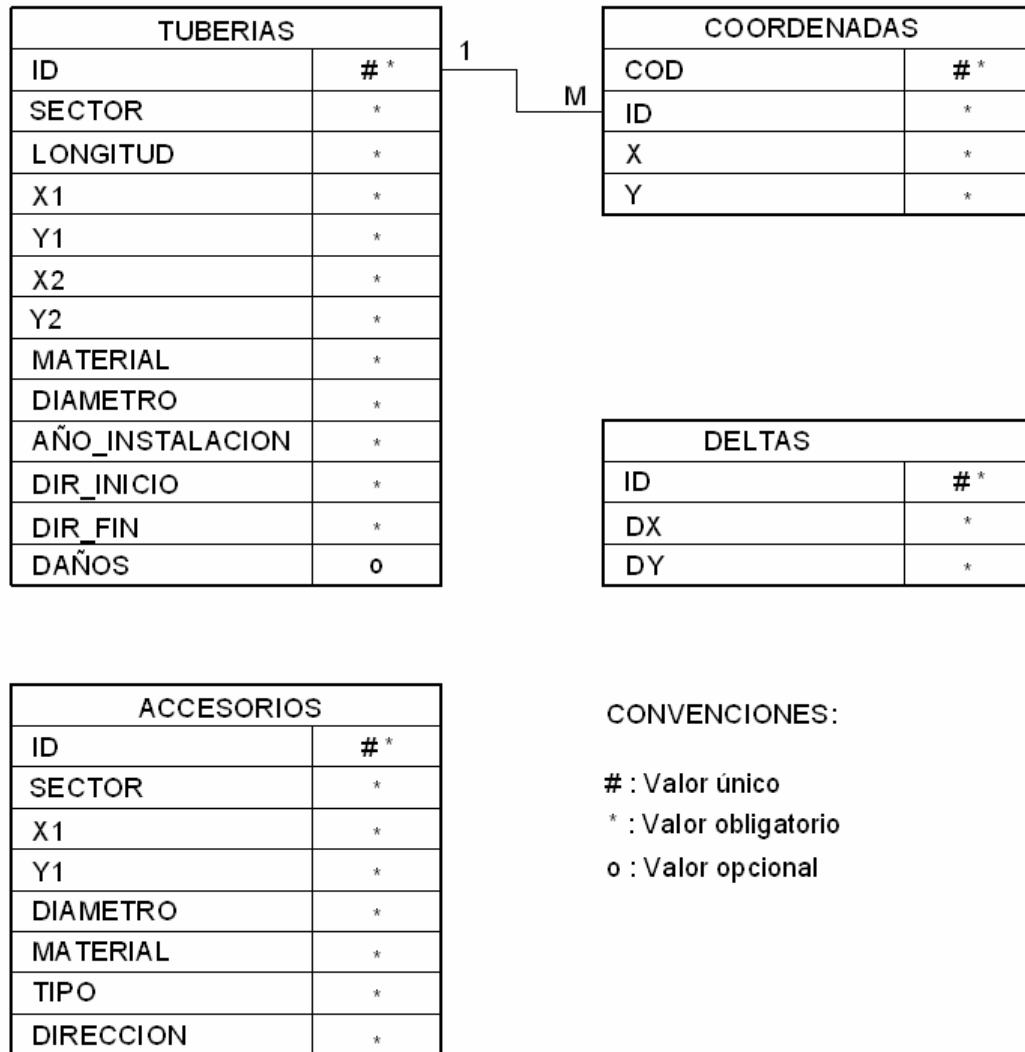 TUBERIAS
ID # *
SECTOR *
LONGITUD *
X1 *
Y1 *
X2 *
Y2 *
MATERIAL *
DIAMETRO *
AÑO_INSTALACION *
DIR_INICIO *
DIR_FIN *
DAÑOS o
1
M
COORDENADAS
COD # *
ID *
X *
Y *
DELTAS
ID # *
DX *
DY *
ACCESORIOS
ID # *
SECTOR *
X1 *
Y1 *
DIAMETRO *
MATERIAL *
TIPO *
DIRECCION *
CONVENCIONES:
# : Valor único
* : Valor obligatorio
o : Valor opcional